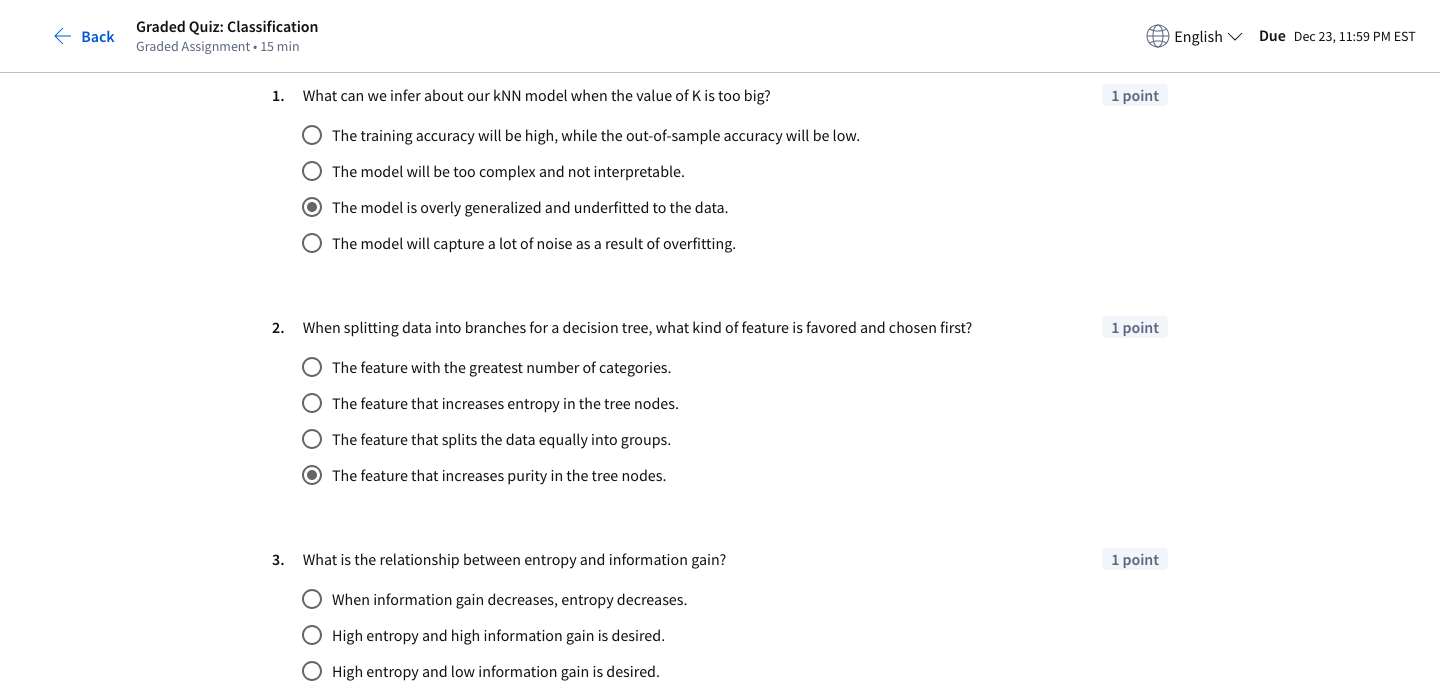 Back
Graded Quiz: Classification
Graded Assignment • 15 min
English
Due Dec 23, 11:59 PM EST
1. What can we infer about our kNN model when the value of K is too big?
1 point
The training accuracy will be high, while the out-of-sample accuracy will be low.
The model will be too complex and not interpretable.
The model is overly generalized and underfitted to the data.
The model will capture a lot of noise as a result of overfitting.
2. When splitting data into branches for a decision tree, what kind of feature is favored and chosen first?
1 point
The feature with the greatest number of categories.
The feature that increases entropy in the tree nodes.
The feature that splits the data equally into groups.
The feature that increases purity in the tree nodes.
3. What is the relationship between entropy and information gain?
1 point
When information gain decreases, entropy decreases.
High entropy and high information gain is desired.
High entropy and low information gain is desired.